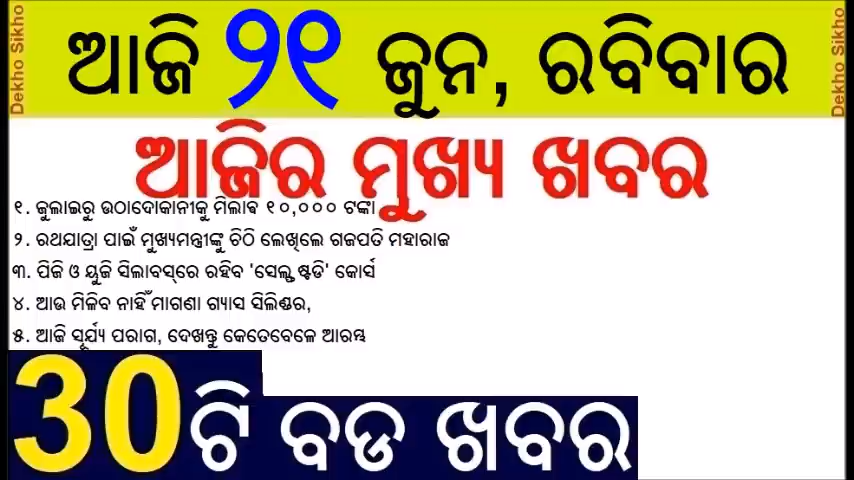 Dekho Sikho
Dekho Sikho
ଆଜି ୨୧ ଜୁନ, ରବିବାର
ଆଜିର ମୁଖ୍ୟ ଖବର
୧. ଜୁଲାଇରୁ ଉଠାଦୋକାନୀକୁ ମିଲାବ ୧୦,୦୦୦ ଟଙ୍କା
୨. ରଥଯାତ୍ରା ପାଇଁ ମୁଖ୍ୟମନ୍ତ୍ରୀଙ୍କୁ ଚିଠି ଲେଖିଲେ ଗଜପତି ମହାରାଜ
୩. ପିଜି ଓ ୟୁଜି ସିଲାବସ୍‌ରେ ରହିବ 'ସେଲ୍ଫ ଷ୍ଟଡି' କୋର୍ସ
୪. ଆଉ ମିଳିବ ନାହିଁ ମାଗଣା ଗ୍ୟାସ ସିଲିଣ୍ଡର,
୫. ଆଜି ସୂର୍ଯ୍ୟ ପରାଗ, ଦେଖନ୍ତୁ କେତେବେଳେ ଆରମ୍ଭ
30ଟି ବଡ ଖବର